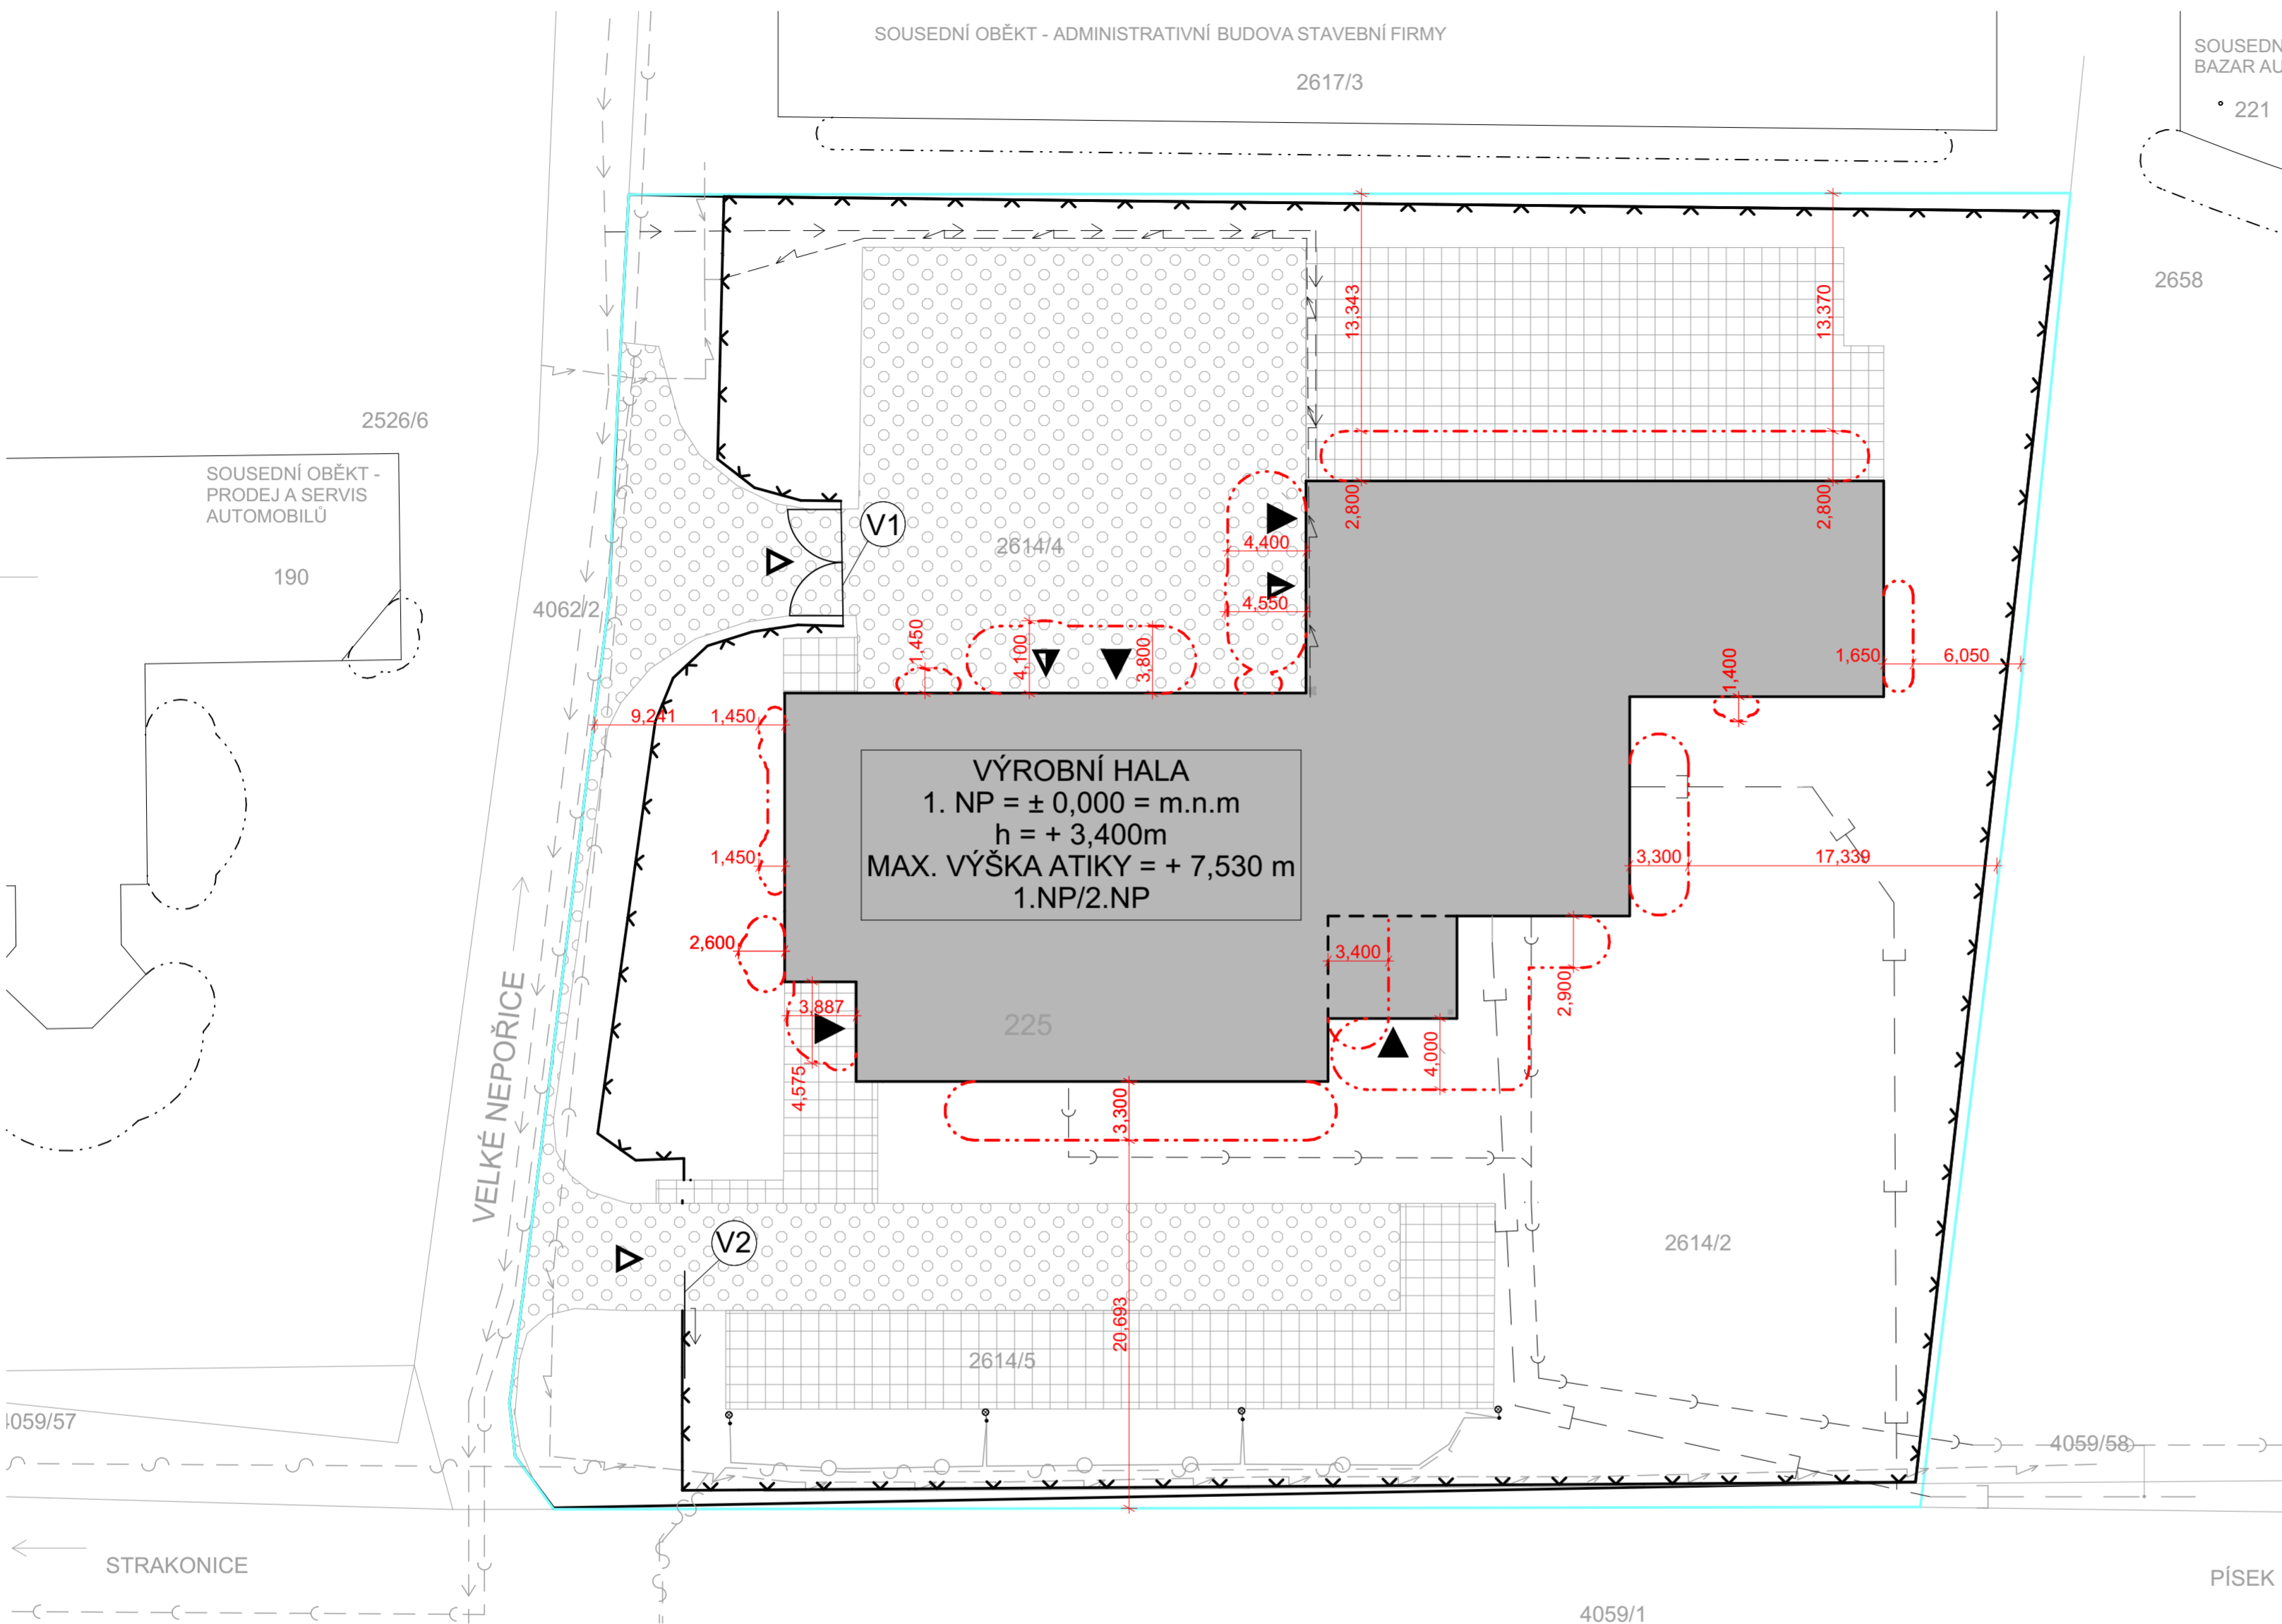 SOUSEDNÍ OBĚKT - ADMINISTRATIVNÍ BUDOVA STAVEBNÍ FIRMY
2617/3
SOUSEDN
BAZAR AU
221
2658
13,343
13,370
2526/6
SOUSEDNÍ OBĚKT -
PRODEJ A SERVIS
AUTOMOBILŮ
190
4062/2
V1
2614/4
2,800
2,800
4,400
4,550
1,450
4,100
3,800
1,400
1,650
6,050
9,241
1,450
VÝROBNÍ HALA
1. NP = ± 0,000 = m.n.m
h = + 3,400m
MAX. VÝŠKA ATIKY = + 7,530 m
1.NP/2.NP
1,450
3,300
17,339
2,600
3,400
2,900
3,887
225
4,000
4,575
3,300
VELKÉ NEPOŘICE
V2
2614/2
20,693
2614/5
4059/57
4059/58
STRAKONICE
PÍSEK
4059/1